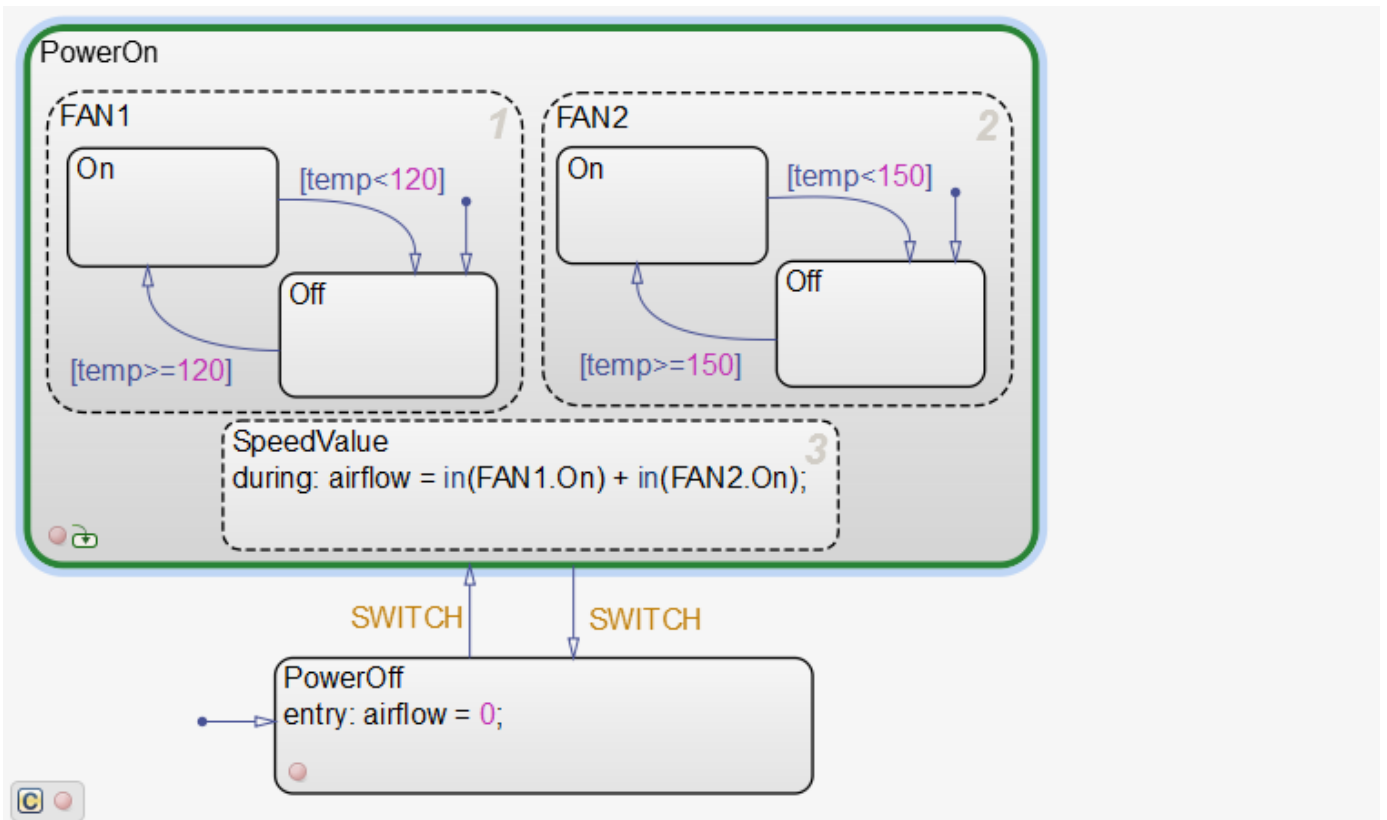 PowerOn
FAN1
1
On
[temp<120]
Off
[temp>=120]
FAN2
2
On
[temp<150]
Off
[temp>=150]
SpeedValue
3
during: airflow = in(FAN1.On) + in(FAN2.On);
SWITCH
SWITCH
PowerOff
entry: airflow = 0;
C